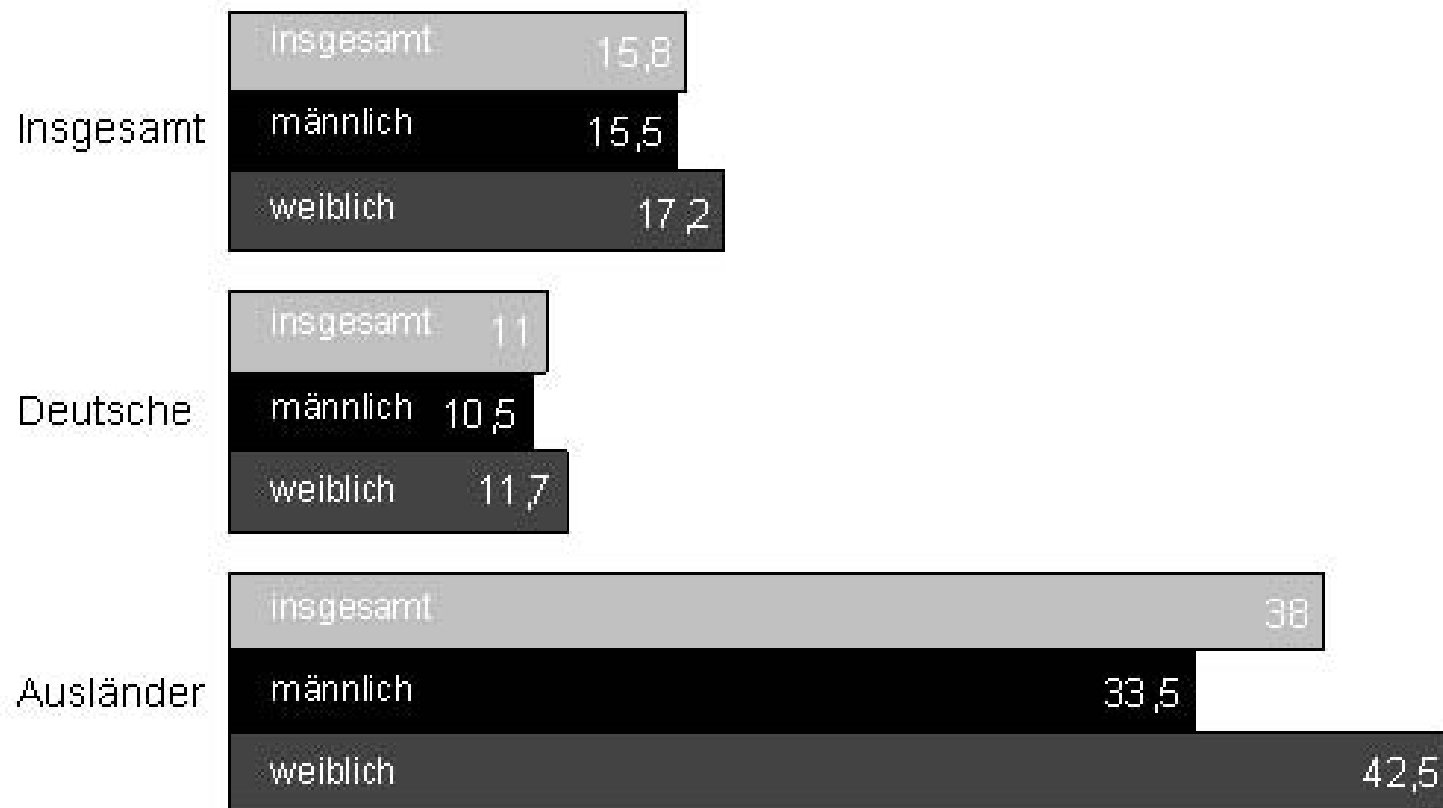 insgesamt 15,8
Insgesamt männlich 15,5
weiblich 17,2
insgesamt 11
Deutsche männlich 10,5
weiblich 11,7
insgesamt 38
Ausländer männlich 33,5
weiblich 42,5